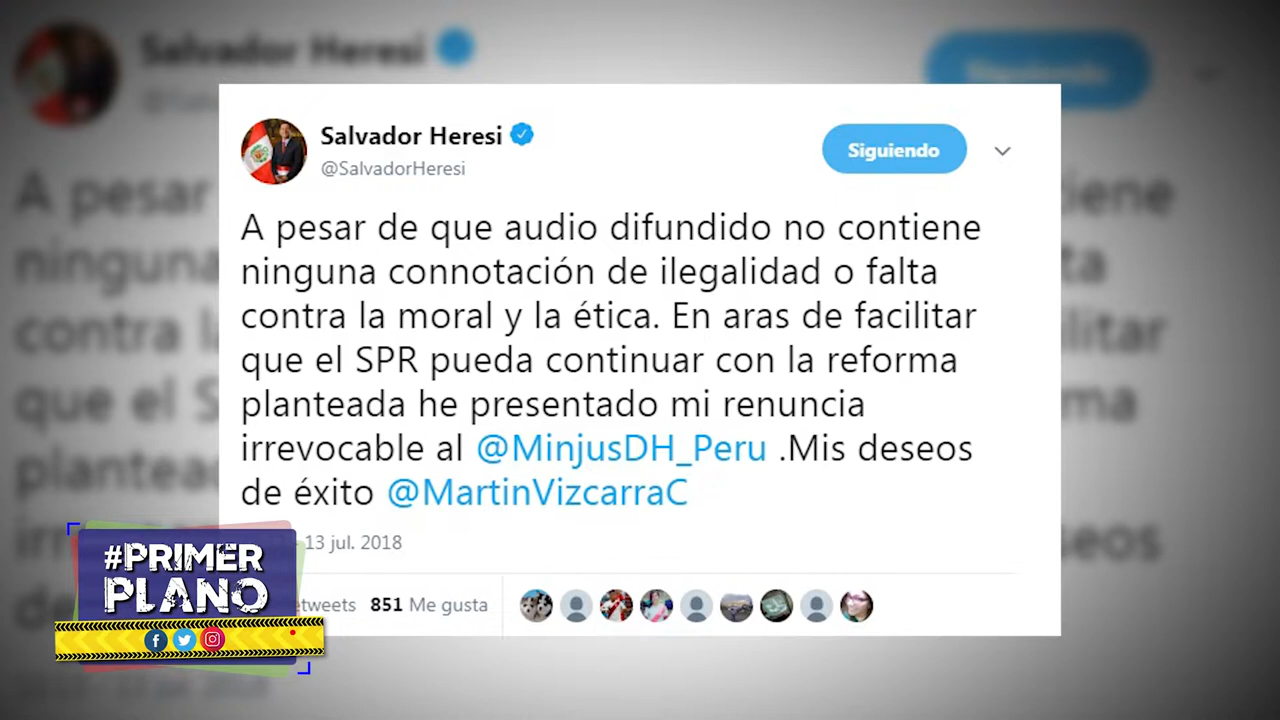 Salvador Heresi
@SalvadorHeresi
Siguiendo
A pesar de que audio difundido no contiene
ninguna connotación de ilegalidad o falta
contra la moral y la ética. En aras de facilitar
que el SPR pueda continuar con la reforma
planteada he presentado mi renuncia
irrevocable al @MinjusDH_Peru .Mis deseos
de éxito @MartinVizcarraC
13 jul. 2018
etweets 851 Me gusta
#PRIMER
PLANO